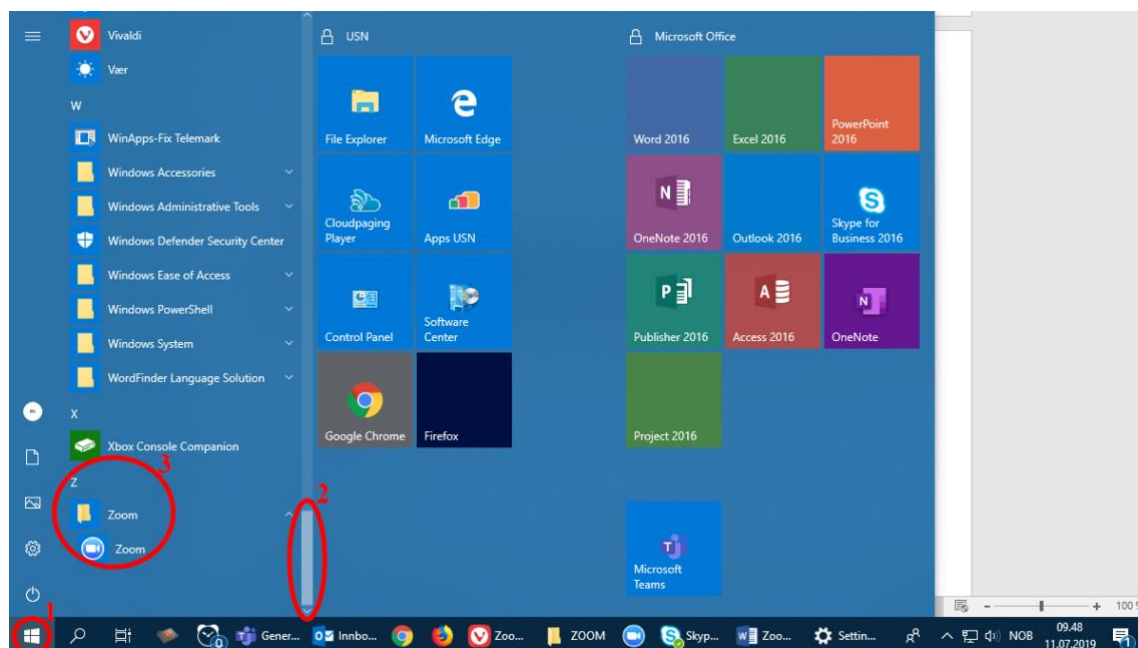 Vivaldi
Vær
W
WinApps-Fix Telemark
Windows Accessories
Windows Administrative Tools
Windows Defender Security Center
Windows Ease of Access
Windows PowerShell
Windows System
WordFinder Language Solution
X
Xbox Console Companion
3
Z
Zoom
Zoom
2
1
USN
File Explorer
Microsoft Edge
Cloudpaging
Player
Apps USN
Control Panel
Software
Center
Google Chrome
Firefox
Microsoft Office
Word 2016
Excel 2016
PowerPoint
2016
OneNote 2016
Outlook 2016
Skype for
Business 2016
Publisher 2016
Access 2016
OneNote
Project 2016
Microsoft
Teams
100
Gener...
Innbo...
Zoo...
ZOOM
Skyp...
Zoo...
Settin...
NOB
09.48
11.07.2019